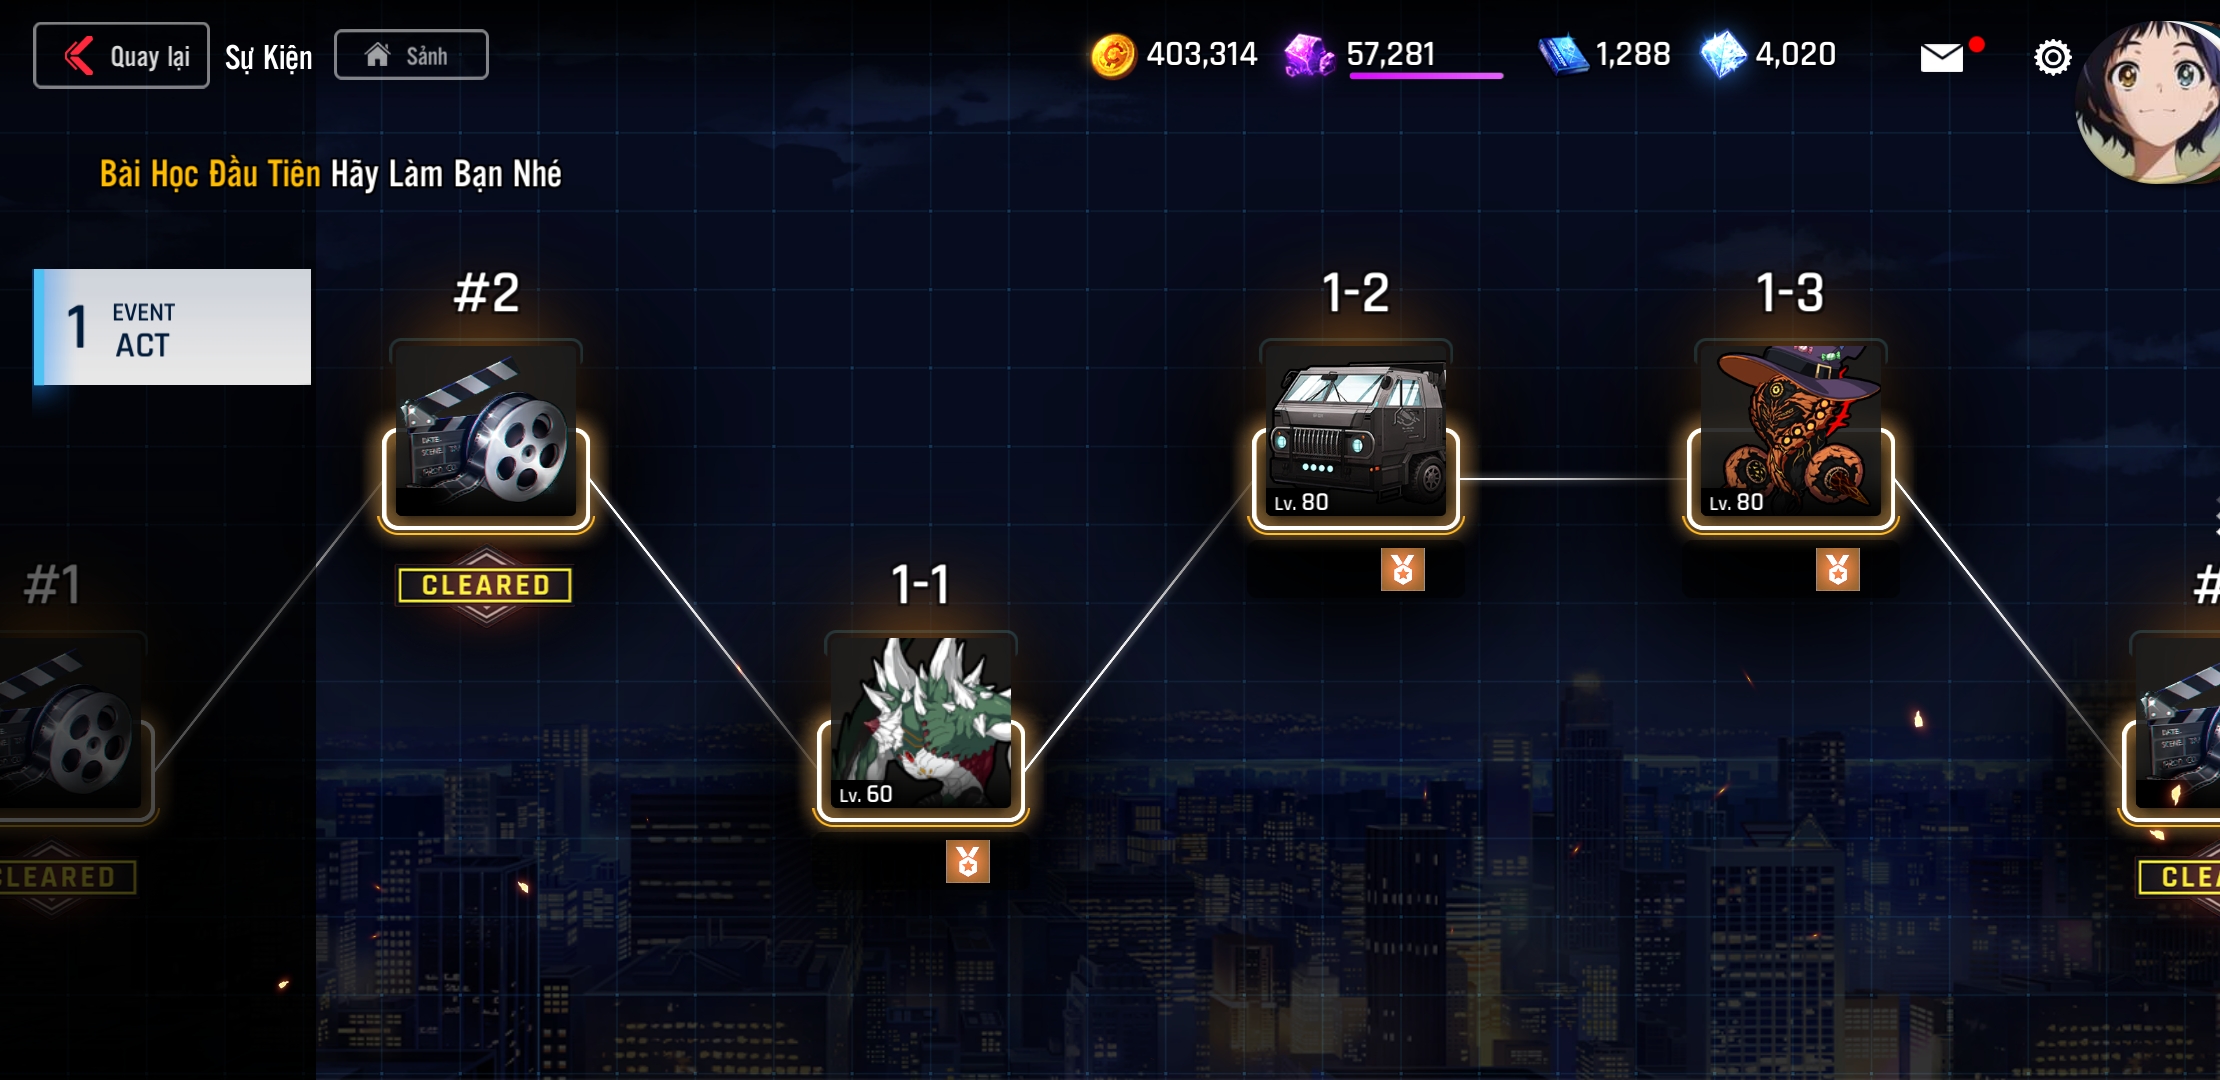 Quay lại
Sự Kiện
Sảnh
403,314
57,281
1,288
4,020
Bài Học Đầu Tiên Hãy Làm Bạn Nhé
1 EVENT
ACT
#2
1-2
1-3
Lv. 80
Lv. 80
#1
CLEARED
1-1
#
Lv. 60
CLEARED
CLEA